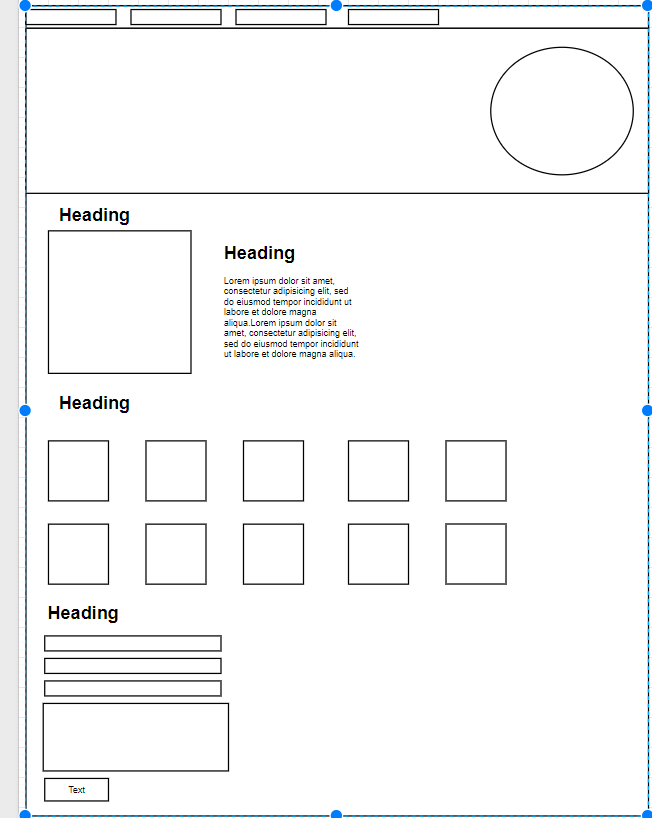 Heading
Heading
Lorem ipsum dolor sit amet,
consectetur adipisicing elit, sed
do eiusmod tempor incididunt ut
labore et dolore magna
aliqua.Lorem ipsum dolor sit
amet, consectetur adipisicing elit,
sed do eiusmod tempor incididunt
ut labore et dolore magna aliqua.
Heading
Heading
Text